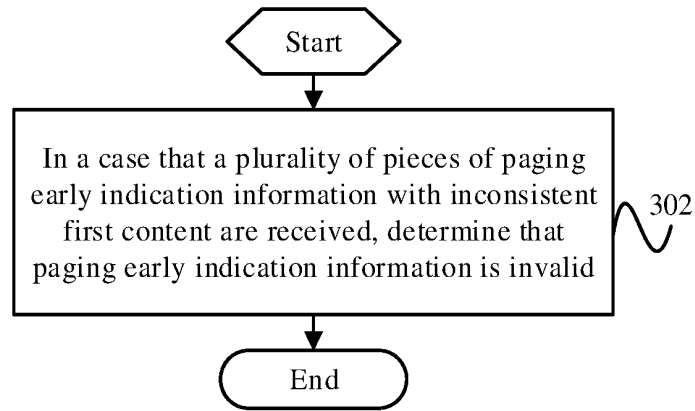 Start
In a case that a plurality of pieces of paging
early indication information with inconsistent
first content are received, determine that
paging early indication information is invalid
302
End